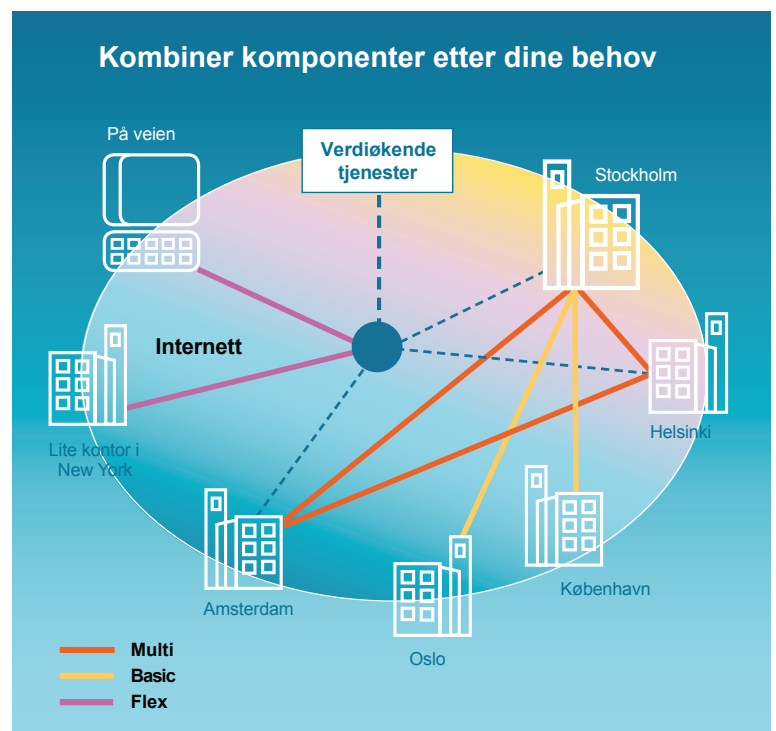 Kombiner komponenter etter dine behov
På veien
Verdiøkende
tjenester
Stockholm
Internett
Helsinki
Lite kontor i
New York
København
Amsterdam
Oslo
Multi
Basic
Flex